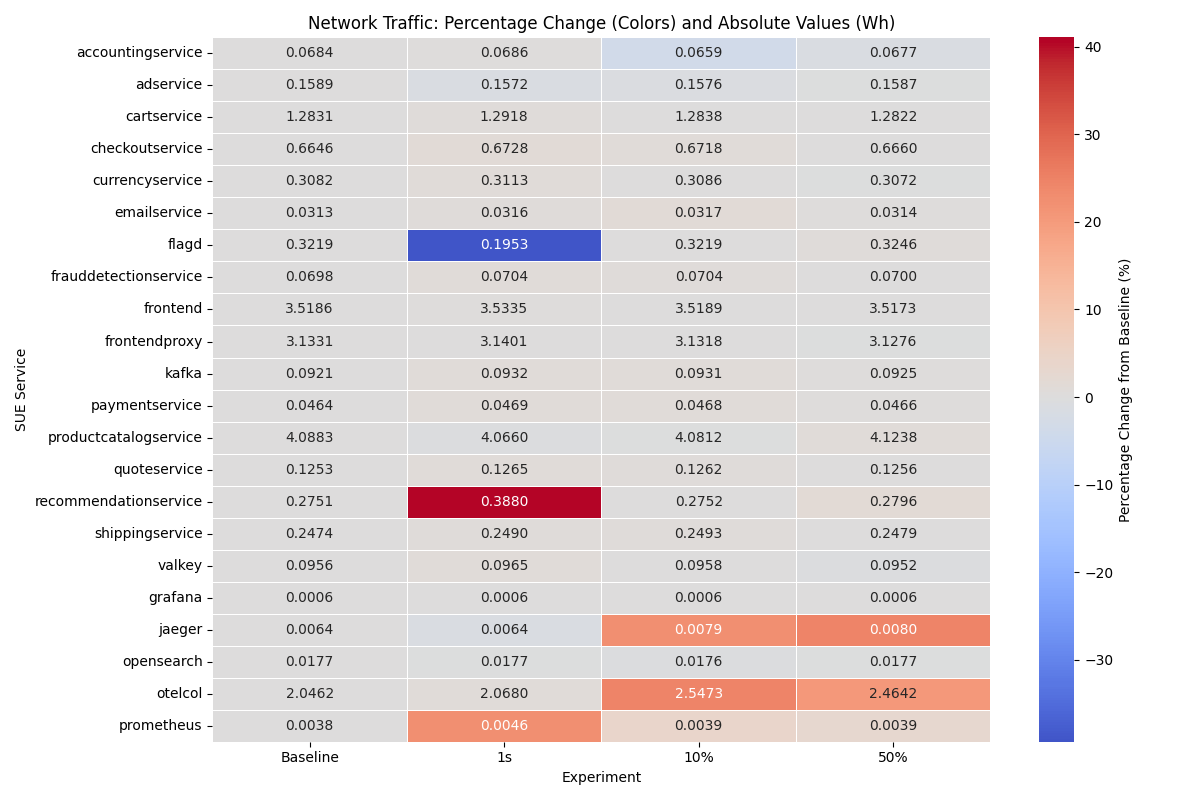 Network Traffic: Percentage Change (Colors) and Absolute Values (Wh)
accountingservice 0.0684 0.0686 0.0659 0.0677
adservice 0.1589 0.1572 0.1576 0.1587
cartservice 1.2831 1.2918 1.2838 1.2822
checkoutservice 0.6646 0.6728 0.6718 0.6660
currencyservice 0.3082 0.3113 0.3086 0.3072
emailservice 0.0313 0.0316 0.0317 0.0314
flagd 0.3219 0.1953 0.3219 0.3246
frauddetectionservice 0.0698 0.0704 0.0704 0.0700
frontend 3.5186 3.5335 3.5189 3.5173
frontendproxy 3.1331 3.1401 3.1318 3.1276
kafka 0.0921 0.0932 0.0931 0.0925
paymentservice 0.0464 0.0469 0.0468 0.0466
productcatalogservice 4.0883 4.0660 4.0812 4.1238
quoteservice 0.1253 0.1265 0.1262 0.1256
recommendationservice 0.2751 0.3880 0.2752 0.2796
shippingservice 0.2474 0.2490 0.2493 0.2479
valkey 0.0956 0.0965 0.0958 0.0952
grafana 0.0006 0.0006 0.0006 0.0006
jaeger 0.0064 0.0064 0.0079 0.0080
opensearch 0.0177 0.0177 0.0176 0.0177
otelcol 2.0462 2.0680 2.5473 2.4642
prometheus 0.0038 0.0046 0.0039 0.0039
Baseline 1s 10% 50%
Experiment
SUE Service
40
30
20
10
0
−10
−20
−30
Percentage Change from Baseline (%)